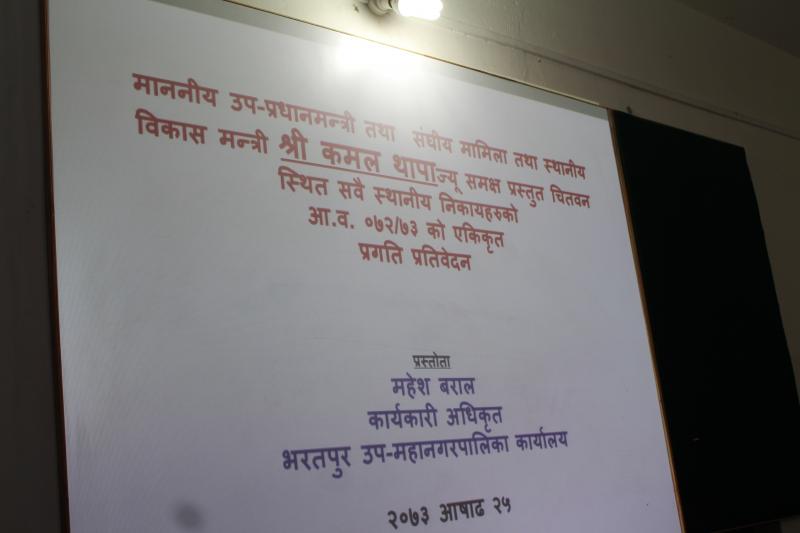 माननीय उप-प्रधानमन्त्री तथा संघीय मामिला तथा स्थानीय
विकास मन्त्री श्री कमल थापाज्यू समक्ष प्रस्तुत चितवन
स्थित सवै स्थानीय निकायहरुको
आ.व. ०७२/७३ को एकिकृत
प्रगति प्रतिवेदन
प्रस्तोता
महेश बराल
कार्यकारी अधिकृत
भरतपुर उप-महानगरपालिका कार्यालय
२०७३ आषाढ २५